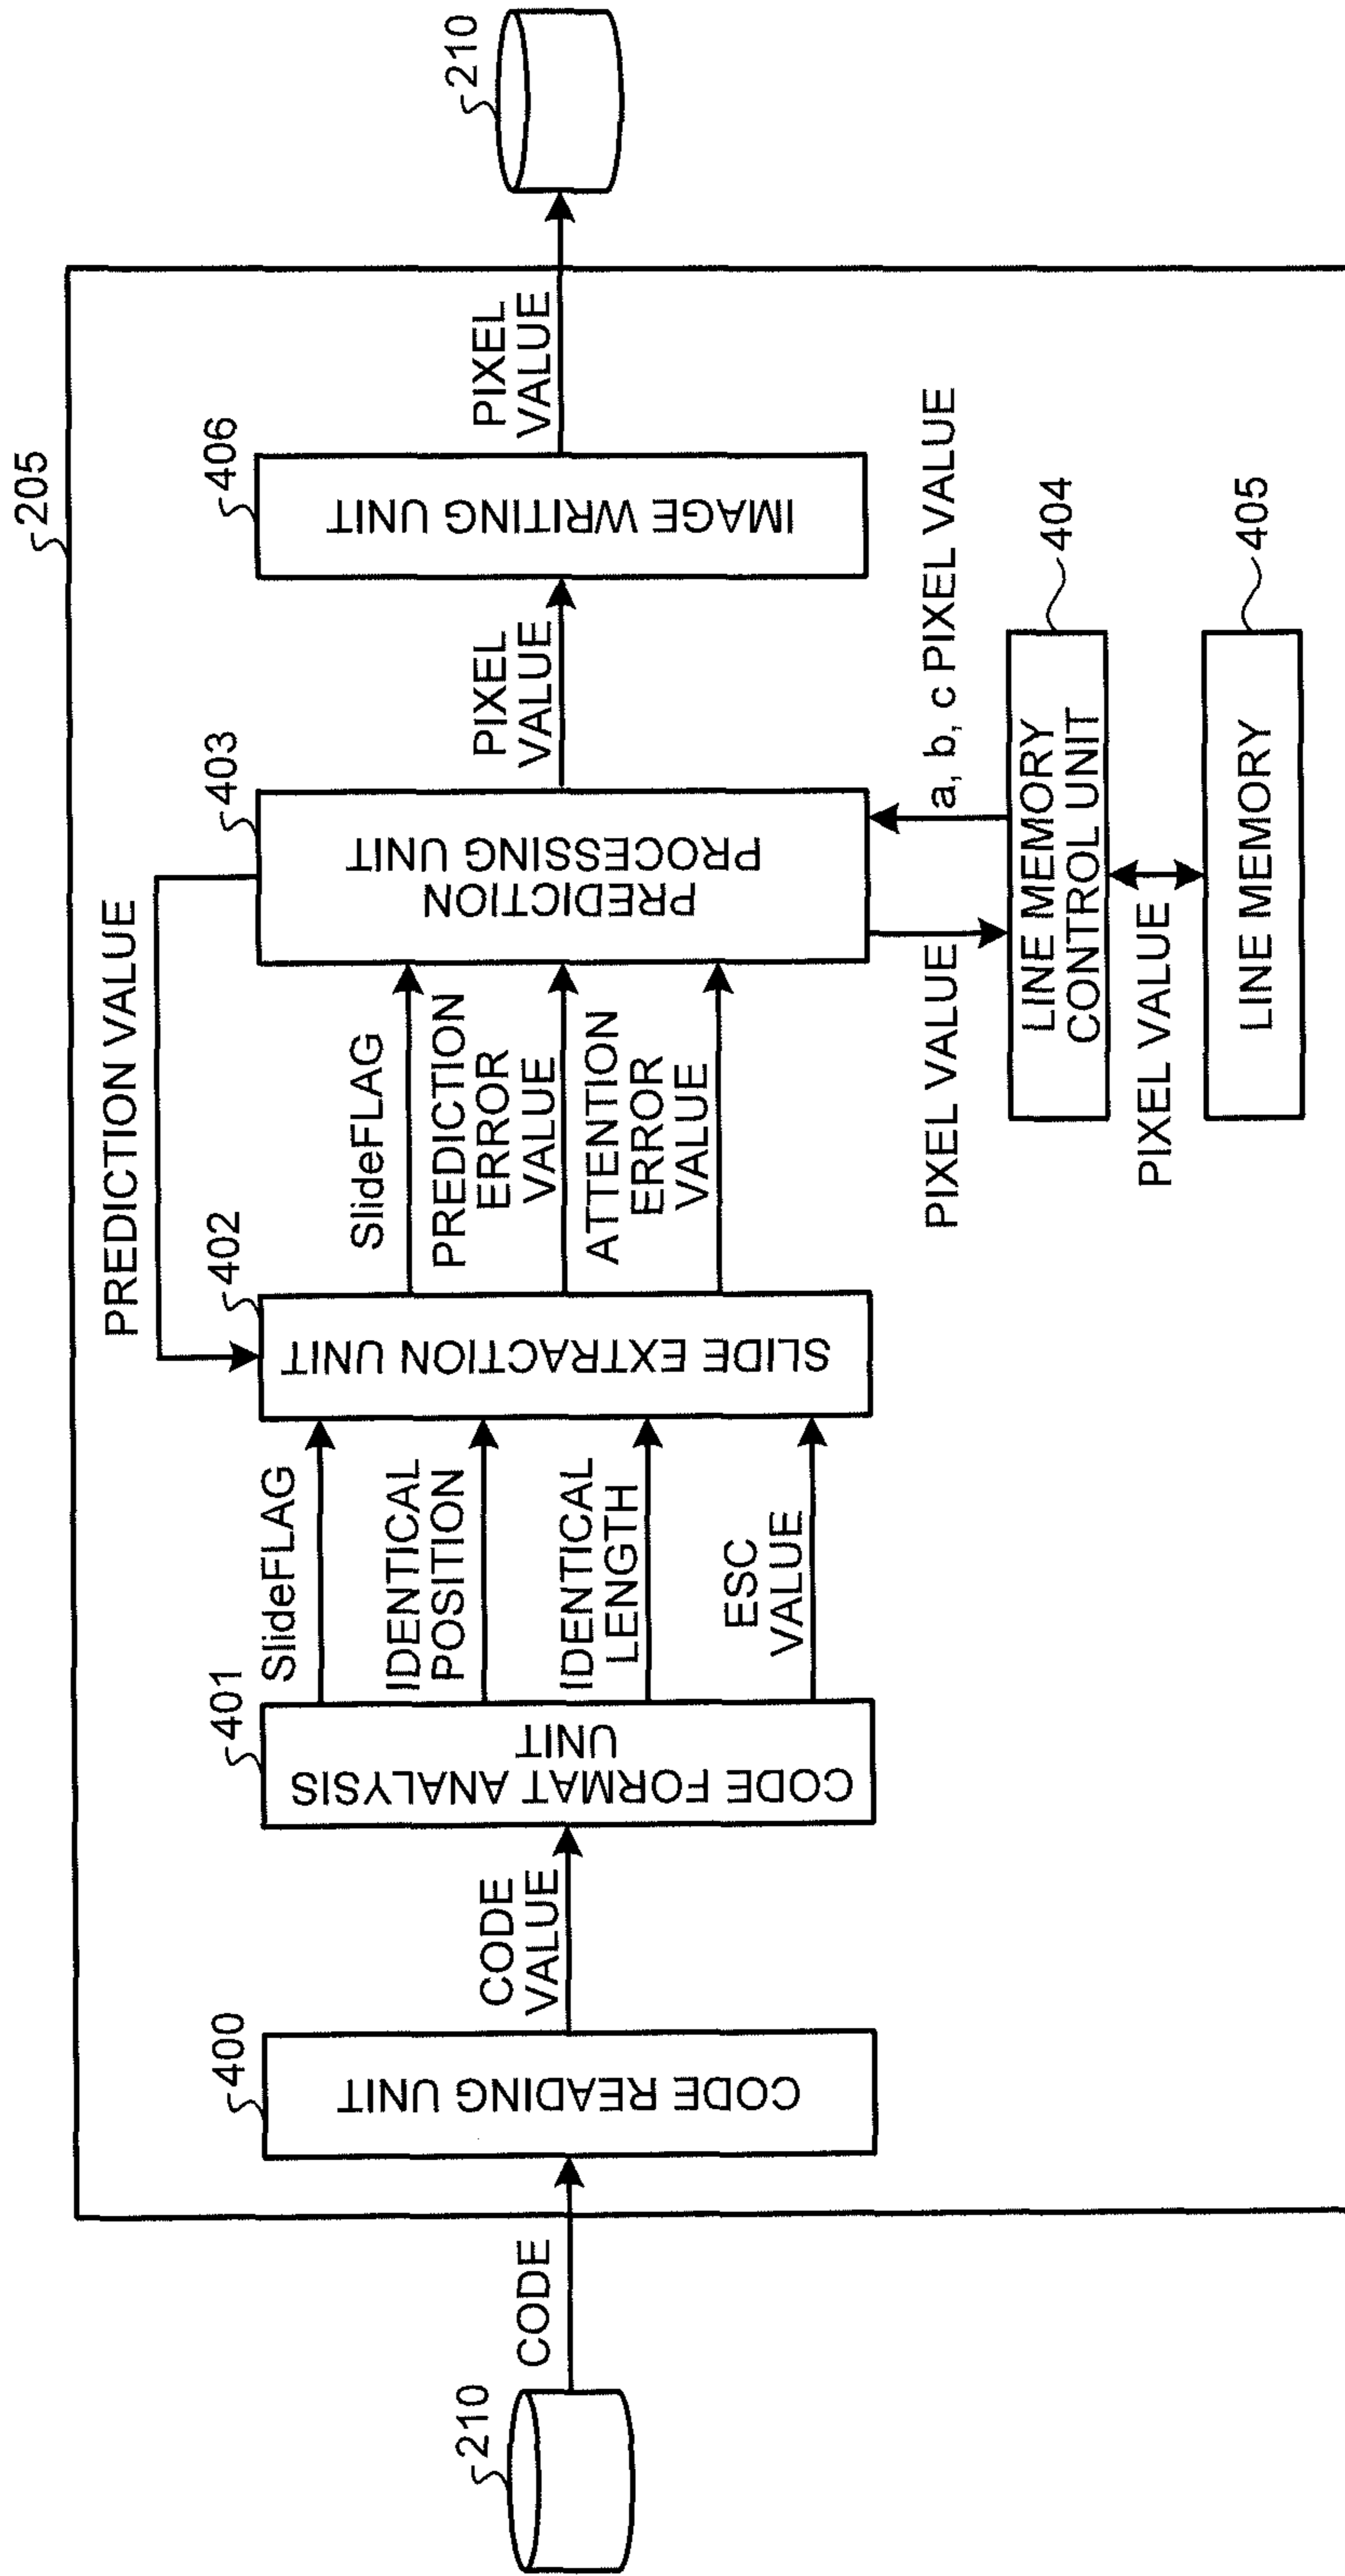 205
210
CODE
400
CODE READING UNIT
CODE
VALUE
401
CODE FORMAT ANALYSIS
UNIT
SlideFLAG
IDENTICAL
POSITION
IDENTICAL
LENGTH
ESC
VALUE
402
SLIDE EXTRACTION UNIT
PREDICTION VALUE
SlideFLAG
PREDICTION
ERROR
VALUE
ATTENTION
ERROR
VALUE
403
PREDICTION
PROCESSING UNIT
PIXEL
VALUE
406
IMAGE WRITING UNIT
PIXEL
VALUE
210
PIXEL VALUE
a, b, c PIXEL VALUE
LINE MEMORY
CONTROL UNIT
404
PIXEL VALUE
LINE MEMORY
405